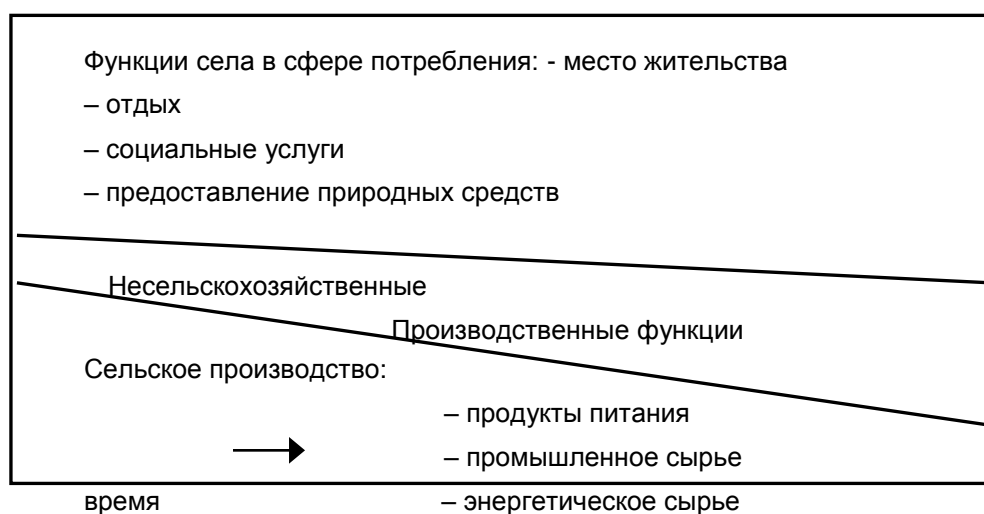 Функции села в сфере потребления: - место жительства
– отдых
– социальные услуги
– предоставление природных средств
Несельскохозяйственные
Производственные функции
Сельское производство:
– продукты питания
– промышленное сырье
время – энергетическое сырье